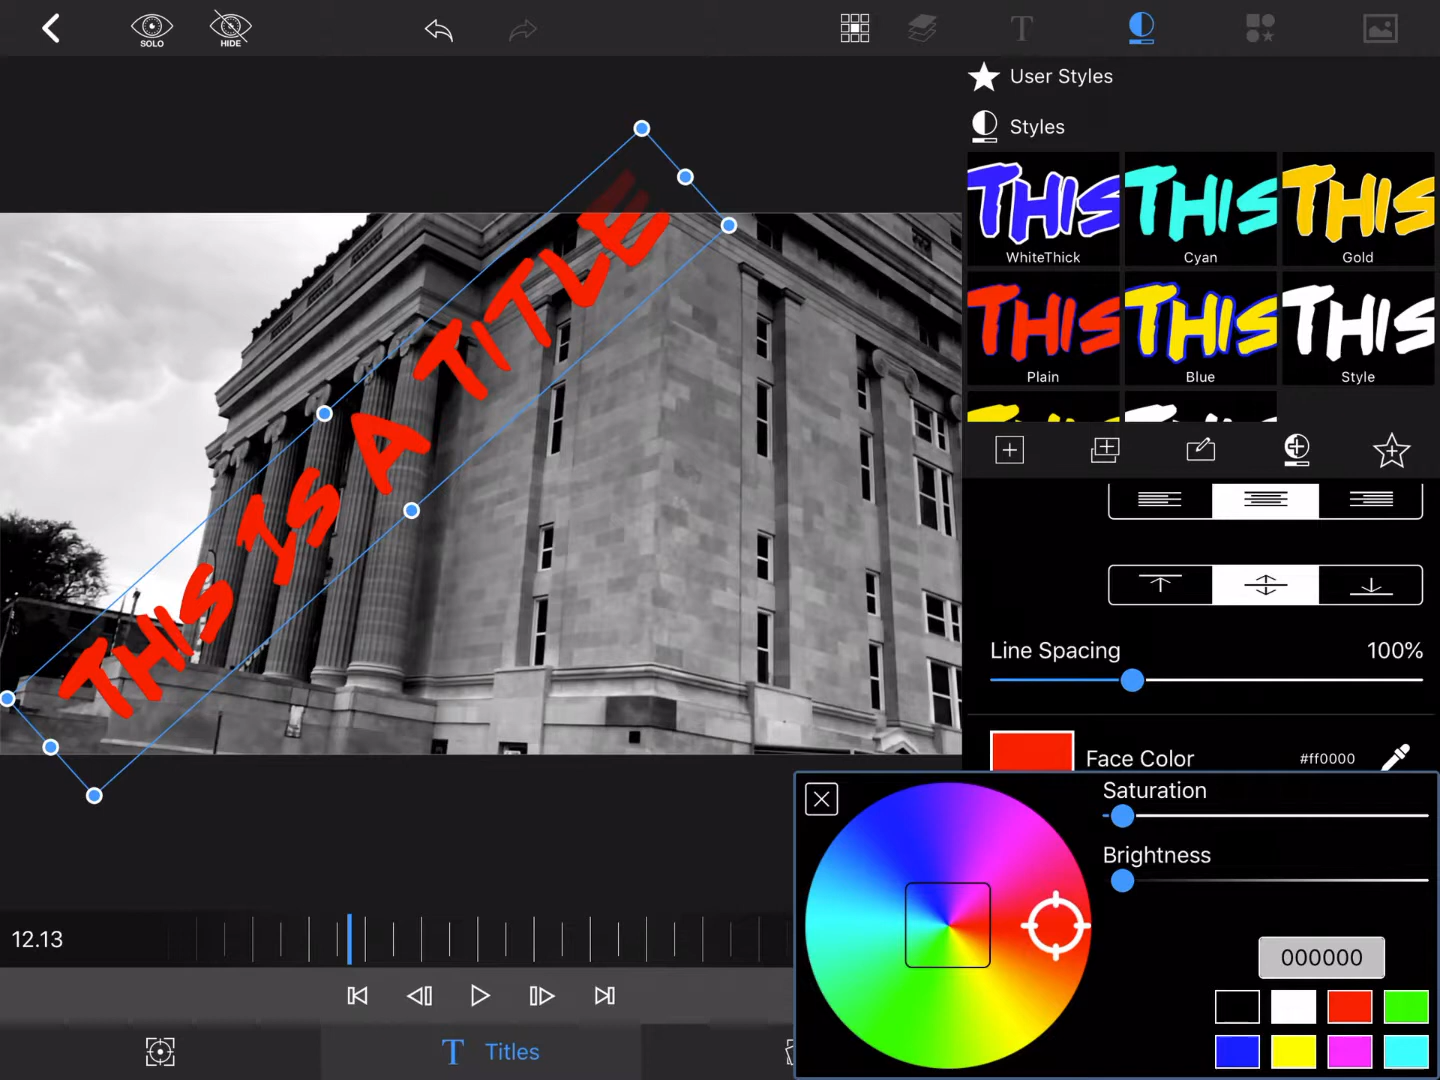 SOLO
HIDE
T
User Styles
Styles
THIS
WhiteThick
THIS
Cyan
THIS
Gold
THIS
Plain
THIS
Blue
THIS
Style
THIS IS A TITLE
Line Spacing
100%
Face Color
#ff0000
Saturation
Brightness
000000
12.13
T Titles